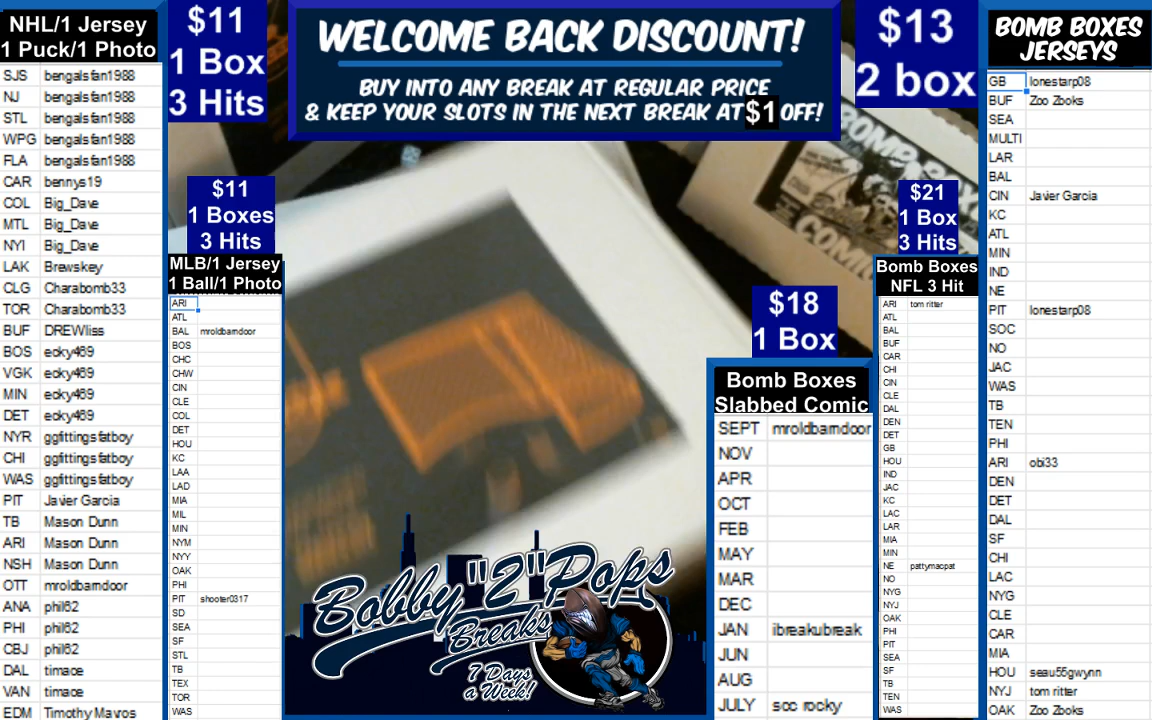 NHL/1 Jersey
1 Puck/1 Photo
SJS bengalsfan1988
NJ bengalsfan1988
STL bengalsfan1988
WPG bengalsfan1988
FLA bengalsfan1988
CAR bennys19
COL Big_Dave
MTL Big_Dave
NYI Big_Dave
LAK Brewskey
CLG Charabomb33
TOR Charabomb33
BUF DREWliss
BOS ecky469
VGK ecky469
MIN ecky469
DET ecky469
NYR ggfittingsfatboy
CHI ggfittingsfatboy
WAS ggfittingsfatboy
PIT Javier Garcia
TB Mason Dunn
ARI Mason Dunn
NSH Mason Dunn
OTT mroldbarndoor
ANA phil62
PHI phil62
CBJ phil62
DAL timace
VAN timace
EDM Timothy Mavros
$11
1 Box
3 Hits
$11
1 Boxes
3 Hits
MLB/1 Jersey
1 Ball/1 Photo
ARI
ATL
BAL mroldbarndoor
BOS
CHC
CHW
CIN
CLE
COL
DET
HOU
KC
LAA
LAD
MIA
MIL
MIN
NYM
NYY
OAK
PHI
PIT shooter0317
SD
SEA
SF
STL
TB
TEX
TOR
WAS
WELCOME BACK DISCOUNT!
BUY INTO ANY BREAK AT REGULAR PRICE
& KEEP YOUR SLOTS IN THE NEXT BREAK AT $1 OFF!
BOMB BOX
COMIC
Bobby "2" Pops
Breaks
7 Days
a Week!
$18
1 Box
Bomb Boxes
Slabbed Comic
SEPT mroldbarndoor
NOV
APR
OCT
FEB
MAY
MAR
DEC
JAN ibreakubreak
JUN
AUG
JULY soc rocky
$13
2 box
$21
1 Box
3 Hits
Bomb Boxes
NFL 3 Hit
ARI tom ritter
ATL
BAL
BUF
CAR
CHI
CIN
CLE
DAL
DEN
DET
GB
HOU
IND
JAC
KC
LAC
LAR
MIA
MIN
NE pattymacpat
NO
NYG
NYJ
OAK
PHI
PIT
SEA
SF
TB
TEN
WAS
BOMB BOXES
JERSEYS
GB lonestarp08
BUF Zoo Zooks
SEA
MULTI
LAR
BAL
CIN Javier Garcia
KC
ATL
MIN
IND
NE
PIT lonestarp08
SOC
NO
JAC
WAS
TB
TEN
PHI
ARI obi33
DEN
DET
DAL
SF
CHI
LAC
NYG
CLE
CAR
MIA
HOU seau55gwynn
NYJ tom ritter
OAK Zoo Zooks